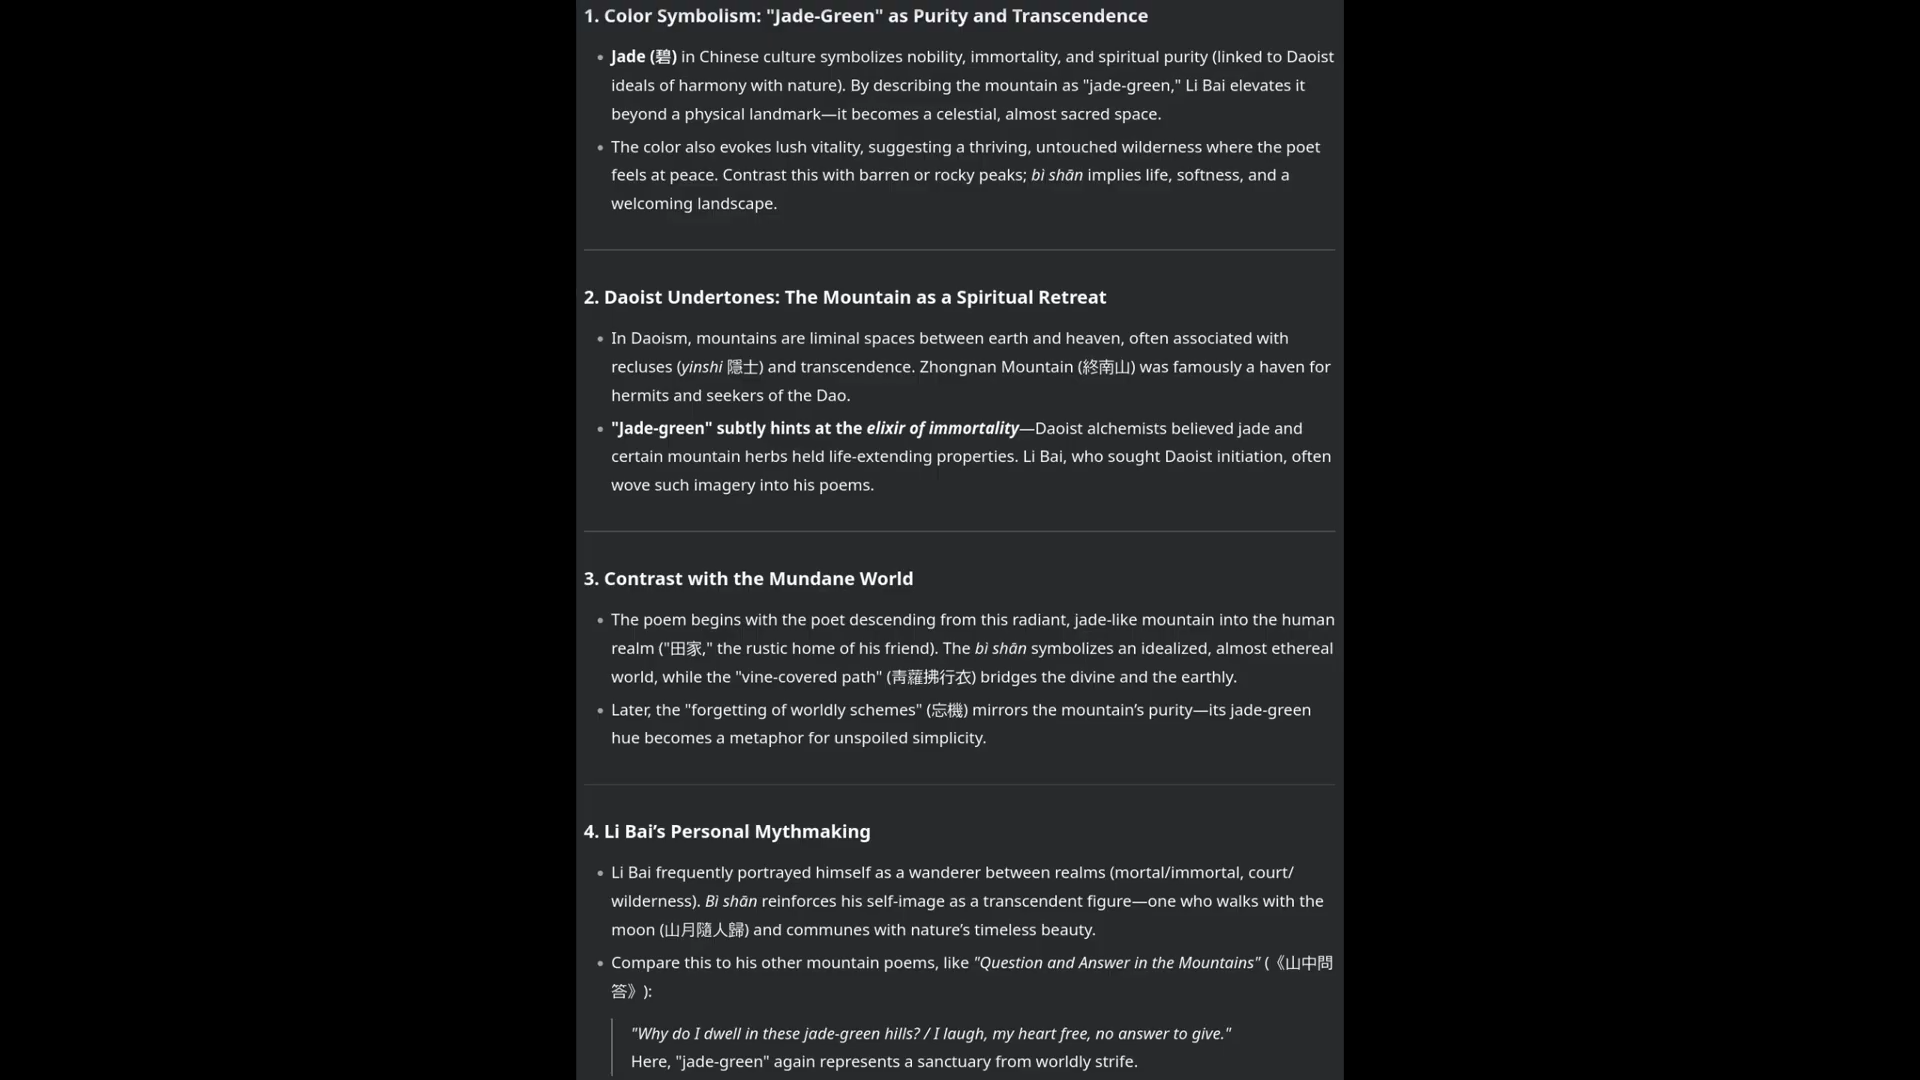 1. Color Symbolism: "Jade-Green" as Purity and Transcendence
• Jade (碧) in Chinese culture symbolizes nobility, immortality, and spiritual purity (linked to Daoist
ideals of harmony with nature). By describing the mountain as "jade-green," Li Bai elevates it
beyond a physical landmark—it becomes a celestial, almost sacred space.
• The color also evokes lush vitality, suggesting a thriving, untouched wilderness where the poet
feels at peace. Contrast this with barren or rocky peaks; bì shān implies life, softness, and a
welcoming landscape.
2. Daoist Undertones: The Mountain as a Spiritual Retreat
• In Daoism, mountains are liminal spaces between earth and heaven, often associated with
recluses (yinshi 隱士) and transcendence. Zhongnan Mountain (終南山) was famously a haven for
hermits and seekers of the Dao.
• "Jade-green" subtly hints at the elixir of immortality—Daoist alchemists believed jade and
certain mountain herbs held life-extending properties. Li Bai, who sought Daoist initiation, often
wove such imagery into his poems.
3. Contrast with the Mundane World
• The poem begins with the poet descending from this radiant, jade-like mountain into the human
realm ("田家," the rustic home of his friend). The bì shān symbolizes an idealized, almost ethereal
world, while the "vine-covered path" (青蘿拂行衣) bridges the divine and the earthly.
• Later, the "forgetting of worldly schemes" (忘機) mirrors the mountain’s purity—its jade-green
hue becomes a metaphor for unspoiled simplicity.
4. Li Bai’s Personal Mythmaking
• Li Bai frequently portrayed himself as a wanderer between realms (mortal/immortal, court/
wilderness). Bì shān reinforces his self-image as a transcendent figure—one who walks with the
moon (山月隨人歸) and communes with nature’s timeless beauty.
• Compare this to his other mountain poems, like "Question and Answer in the Mountains" (《山中問
答》):
"Why do I dwell in these jade-green hills? / I laugh, my heart free, no answer to give."
Here, "jade-green" again represents a sanctuary from worldly strife.